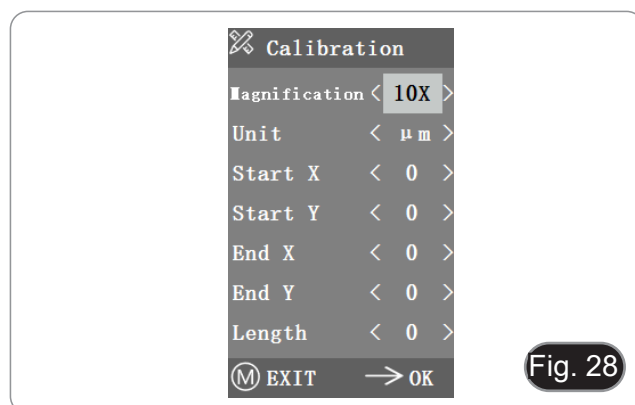 Calibration
Magnification < 10X >
Unit < μm >
Start X < 0 >
Start Y < 0 >
End X < 0 >
End Y < 0 >
Length < 0 >
M EXIT → OK
Fig. 28